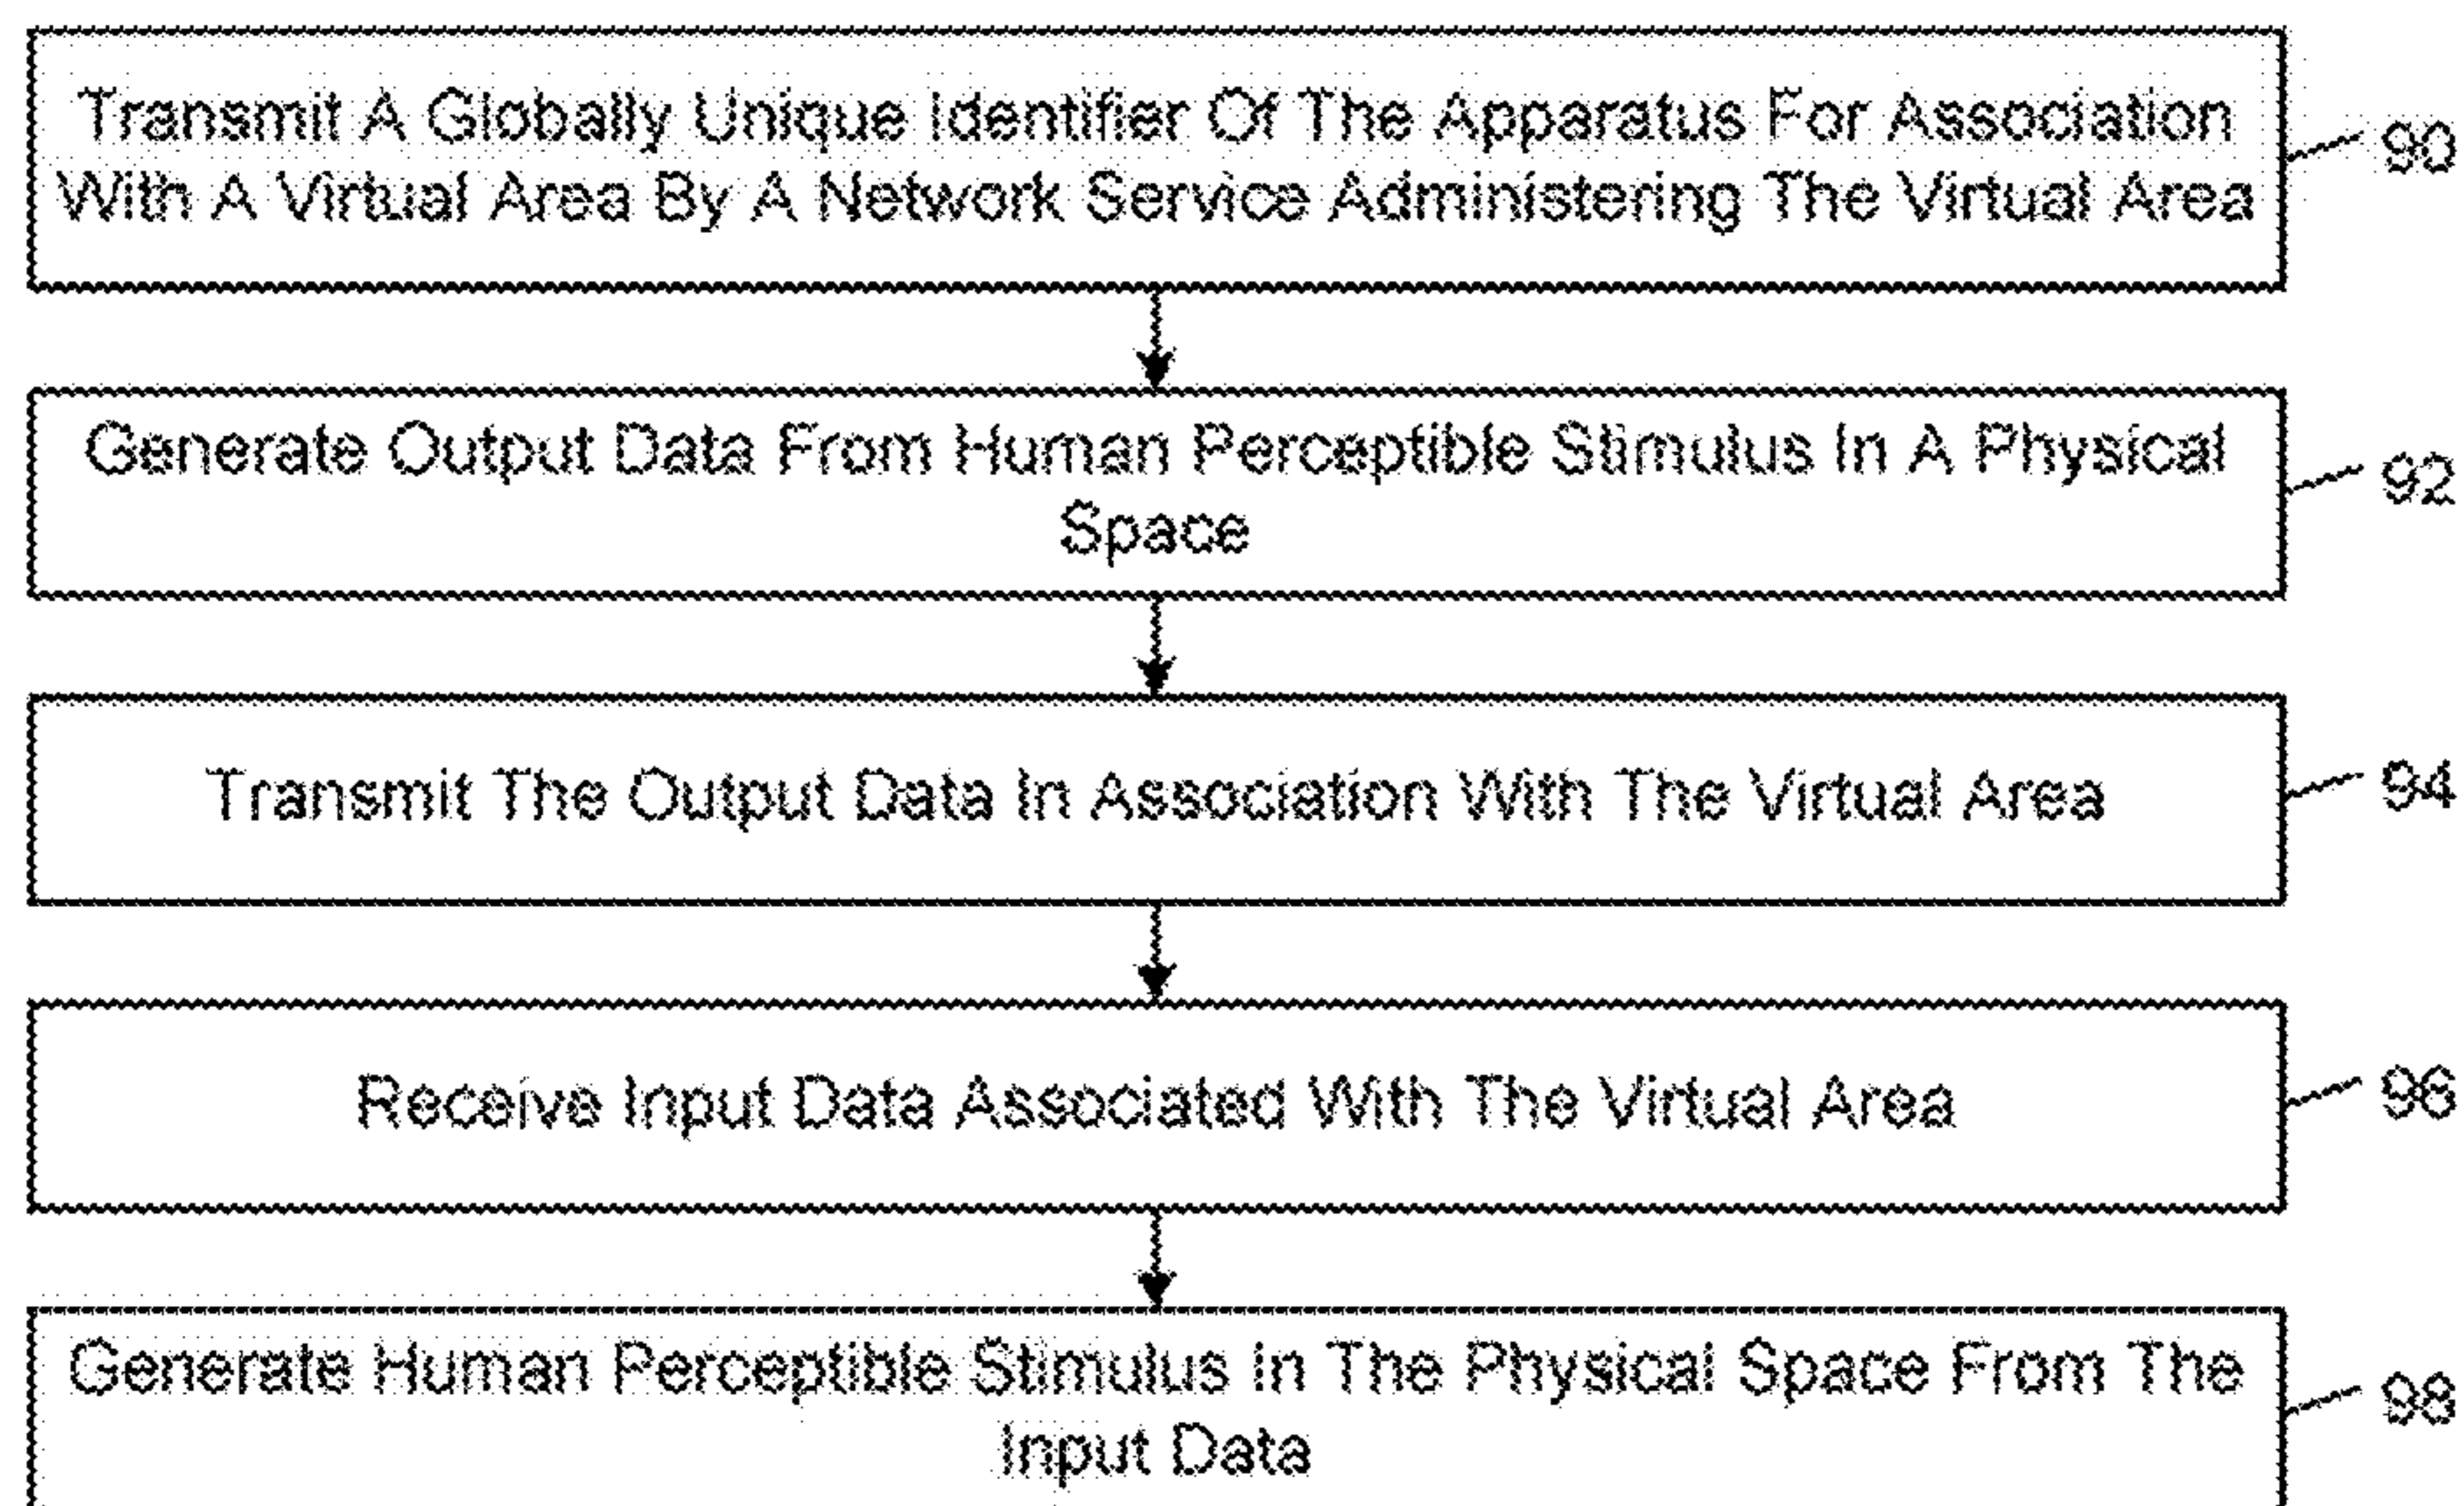 Transmit A Globally Unique Identifier Of The Apparatus For Association
With A Virtual Area By A Network Service Administering The Virtual Area
90
Generate Output Data From Human Perceptible Stimulus In A Physical
Space
92
Transmit The Output Data In Association With The Virtual Area
94
Receive Input Data Associated With The Virtual Area
96
Generate Human Perceptible Stimulus In The Physical Space From The
Input Data
98